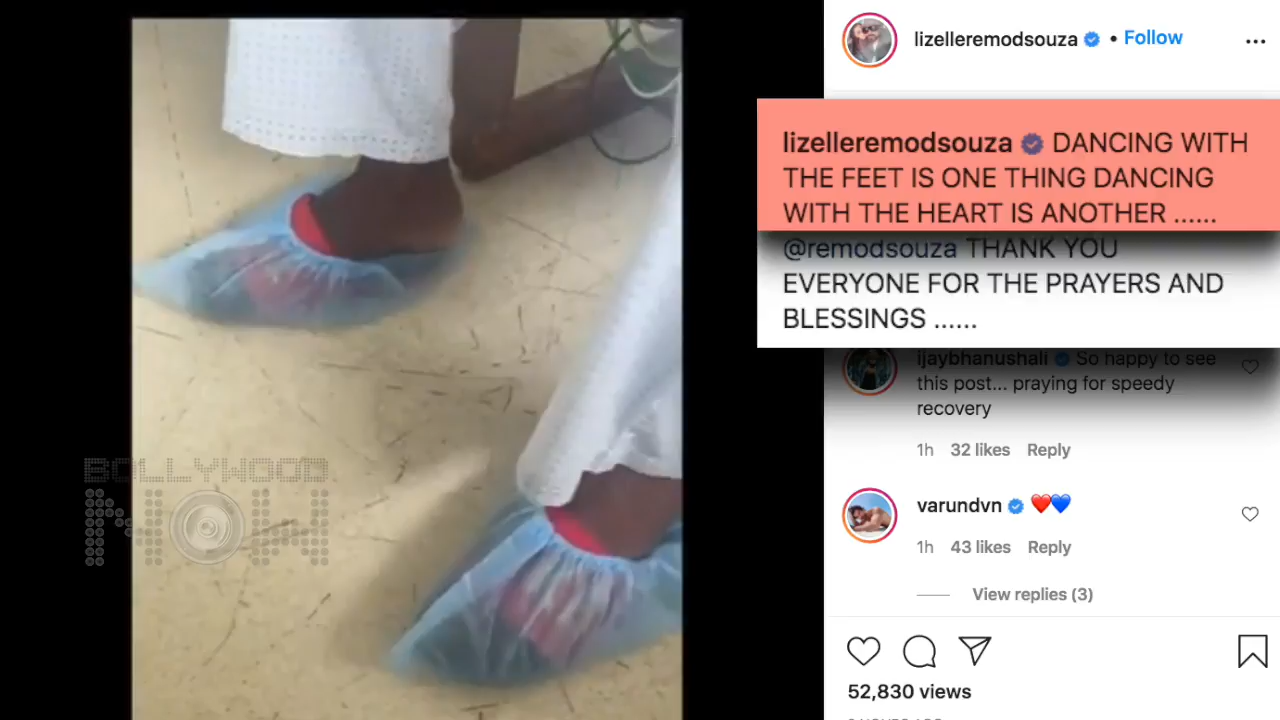 lizelleremodsouza • Follow
lizelleremodsouza DANCING WITH
THE FEET IS ONE THING DANCING
WITH THE HEART IS ANOTHER ......
@remodsouza THANK YOU
EVERYONE FOR THE PRAYERS AND
BLESSINGS ......
ijaybhanushali So happy to see
this post... praying for speedy
recovery
1h 32 likes Reply
varundvn ❤️💙
1h 43 likes Reply
View replies (3)
52,830 views
BOLLYWOOD
NOW